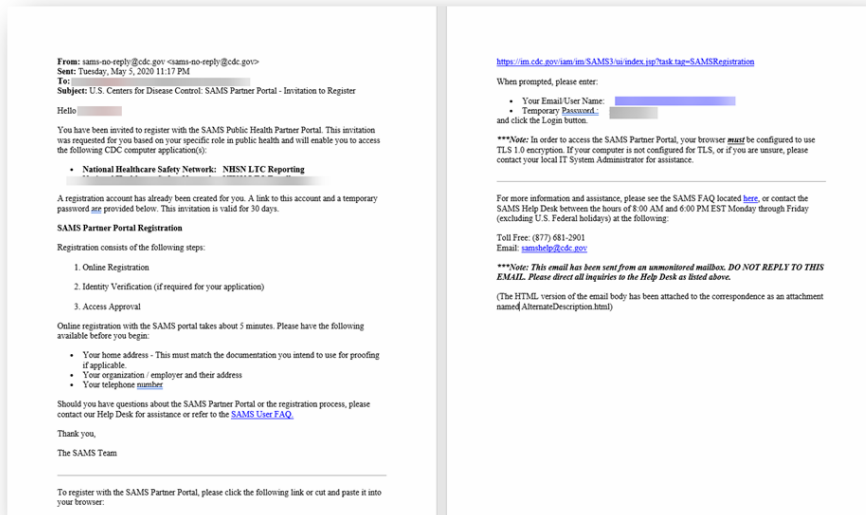 From: sams-no-reply@cdc.gov <sams-no-reply@cdc.gov>
Sent: Tuesday, May 5, 2020 11:17 PM
To:
Subject: U.S. Centers for Disease Control: SAMS Partner Portal - Invitation to Register
Hello
You have been invited to register with the SAMS Public Health Partner Portal. This invitation
was requested for you based on your specific role in public health and will enable you to access
the following CDC computer application(s):
• National Healthcare Safety Network: NHSN LTC Reporting
A registration account has already been created for you. A link to this account and a temporary
password are provided below. This invitation is valid for 30 days.
SAMS Partner Portal Registration
Registration consists of the following steps:
1. Online Registration
2. Identity Verification (if required for your application)
3. Access Approval
Online registration with the SAMS portal takes about 5 minutes. Please have the following
available before you begin:
• Your home address - This must match the documentation you intend to use for proofing
if applicable.
• Your organization / employer and their address
• Your telephone number
Should you have questions about the SAMS Partner Portal or the registration process, please
contact our Help Desk for assistance or refer to the SAMS User FAQ.
Thank you,
The SAMS Team
To register with the SAMS Partner Portal, please click the following link or cut and paste it into
your browser:
https://im.cdc.gov/iam/im/SAMS3/ui/index.jsp?task.tag=SAMSRegistration
When prompted, please enter:
• Your Email/User Name:
• Temporary Password.:
and click the Login button.
***Note: In order to access the SAMS Partner Portal, your browser must be configured to use
TLS 1.0 encryption. If your computer is not configured for TLS, or if you are unsure, please
contact your local IT System Administrator for assistance.
For more information and assistance, please see the SAMS FAQ located here, or contact the
SAMS Help Desk between the hours of 8:00 AM and 6:00 PM EST Monday through Friday
(excluding U.S. Federal holidays) at the following:
Toll Free: (877) 681-2901
Email: samshelp@cdc.gov
***Note: This email has been sent from an unmonitored mailbox. DO NOT REPLY TO THIS
EMAIL. Please direct all inquiries to the Help Desk as listed above.
(The HTML version of the email body has been attached to the correspondence as an attachment
named AlternateDescription.html)